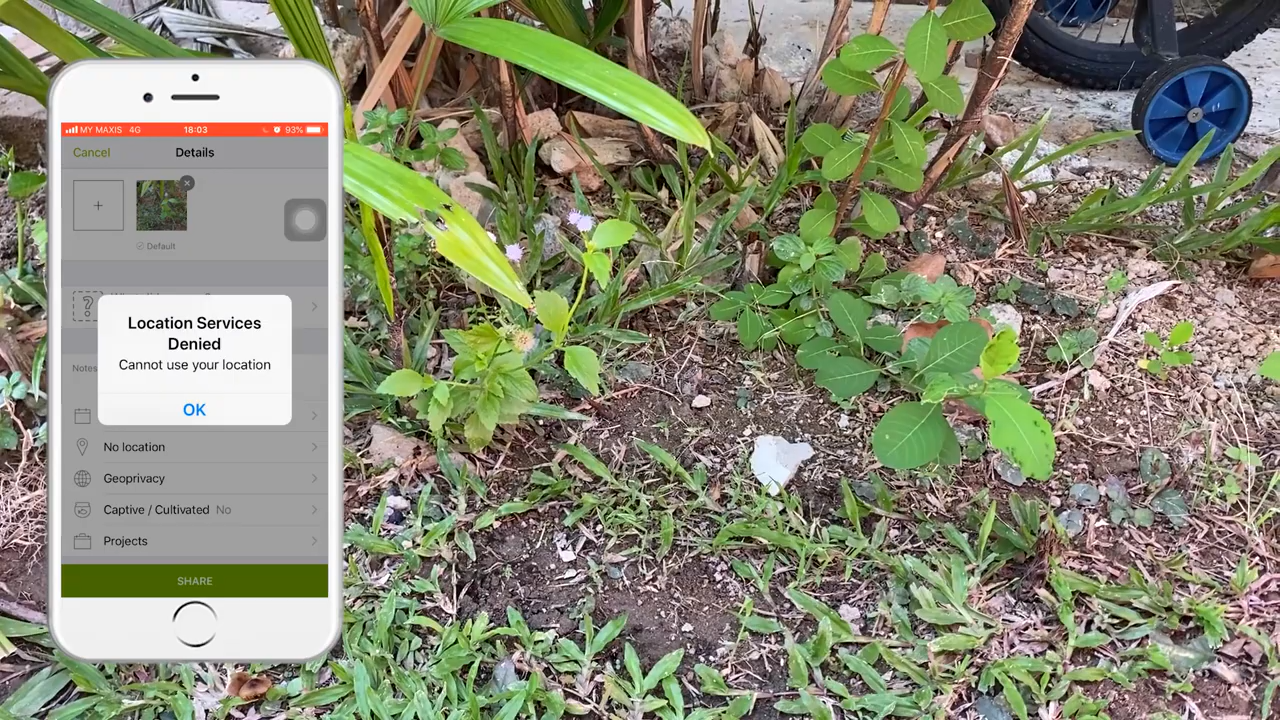 MY MAXIS 4G 18:03 93%
Cancel Details
Default
Location Services
Denied
Cannot use your location
Notes
OK
No location
Geoprivacy
Captive / Cultivated No
Projects
SHARE